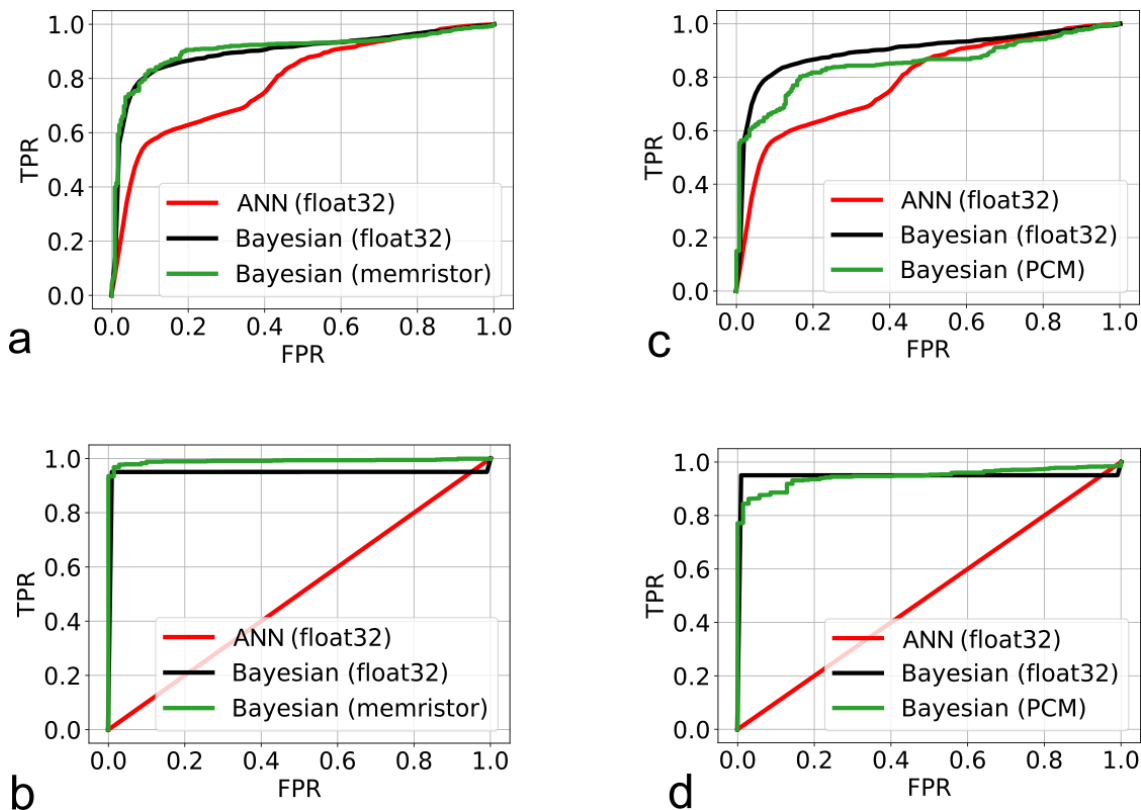 1.0
0.8
0.6
0.4
0.2
0.0
TPR
ANN (float32)
Bayesian (float32)
Bayesian (memristor)
0.0 0.2 0.4 0.6 0.8 1.0
FPR
a
1.0
0.8
0.6
0.4
0.2
0.0
TPR
ANN (float32)
Bayesian (float32)
Bayesian (PCM)
0.0 0.2 0.4 0.6 0.8 1.0
FPR
c
1.0
0.8
0.6
0.4
0.2
0.0
TPR
ANN (float32)
Bayesian (float32)
Bayesian (memristor)
0.0 0.2 0.4 0.6 0.8 1.0
FPR
b
1.0
0.8
0.6
0.4
0.2
0.0
TPR
ANN (float32)
Bayesian (float32)
Bayesian (PCM)
0.0 0.2 0.4 0.6 0.8 1.0
FPR
d